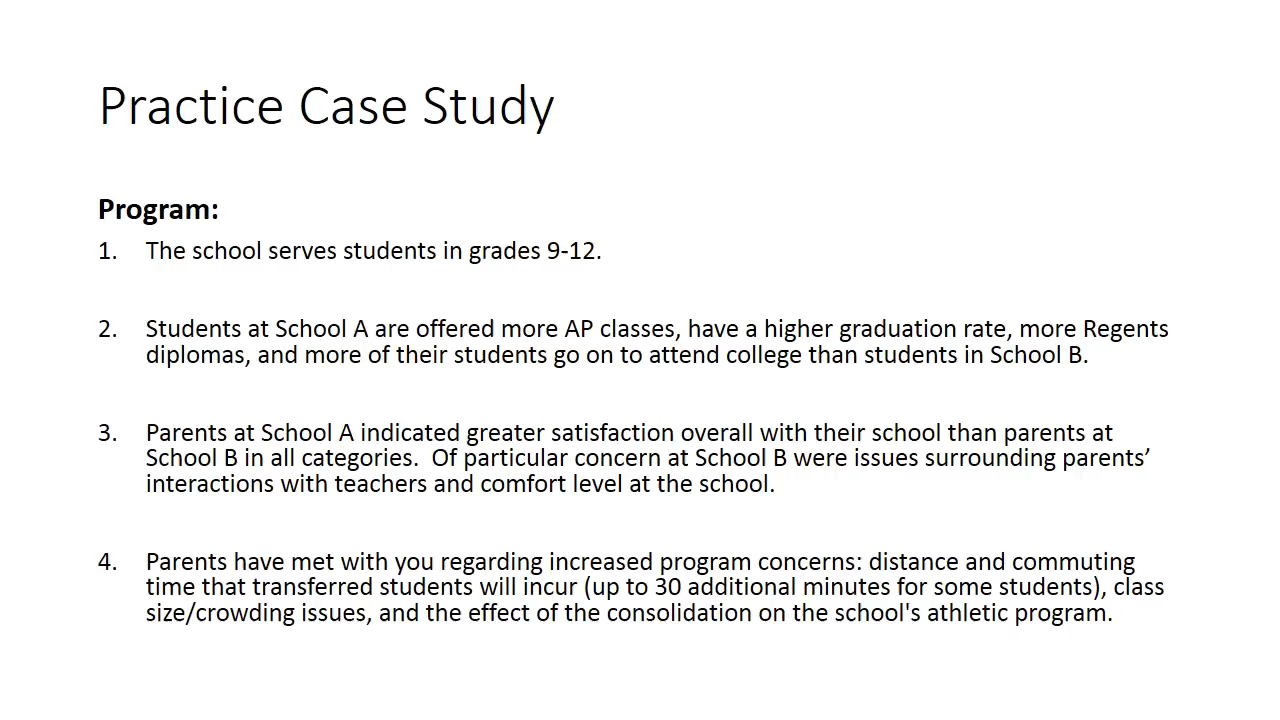 Practice Case Study
Program:
1. The school serves students in grades 9-12.
2. Students at School A are offered more AP classes, have a higher graduation rate, more Regents
diplomas, and more of their students go on to attend college than students in School B.
3. Parents at School A indicated greater satisfaction overall with their school than parents at
School B in all categories.  Of particular concern at School B were issues surrounding parents’
interactions with teachers and comfort level at the school.
4. Parents have met with you regarding increased program concerns: distance and commuting
time that transferred students will incur (up to 30 additional minutes for some students), class
size/crowding issues, and the effect of the consolidation on the school's athletic program.